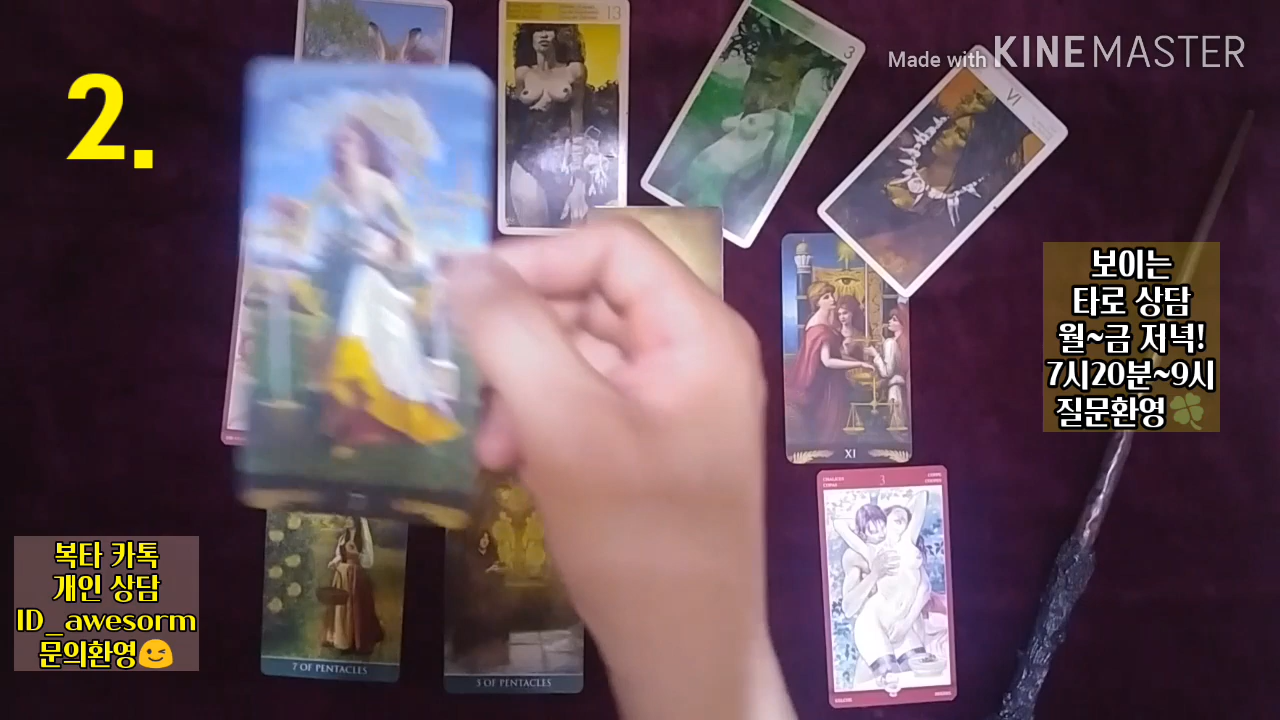 2.
Made with KINEMASTER
13
3
VI
보이는
타로 상담
월~금 저녁!
7시20분~9시
질문환영🍀
XI
3
복타 카톡
개인 상담
ID_awesorm
문의환영😉
7 OF PENTACLES
5 OF PENTACLES